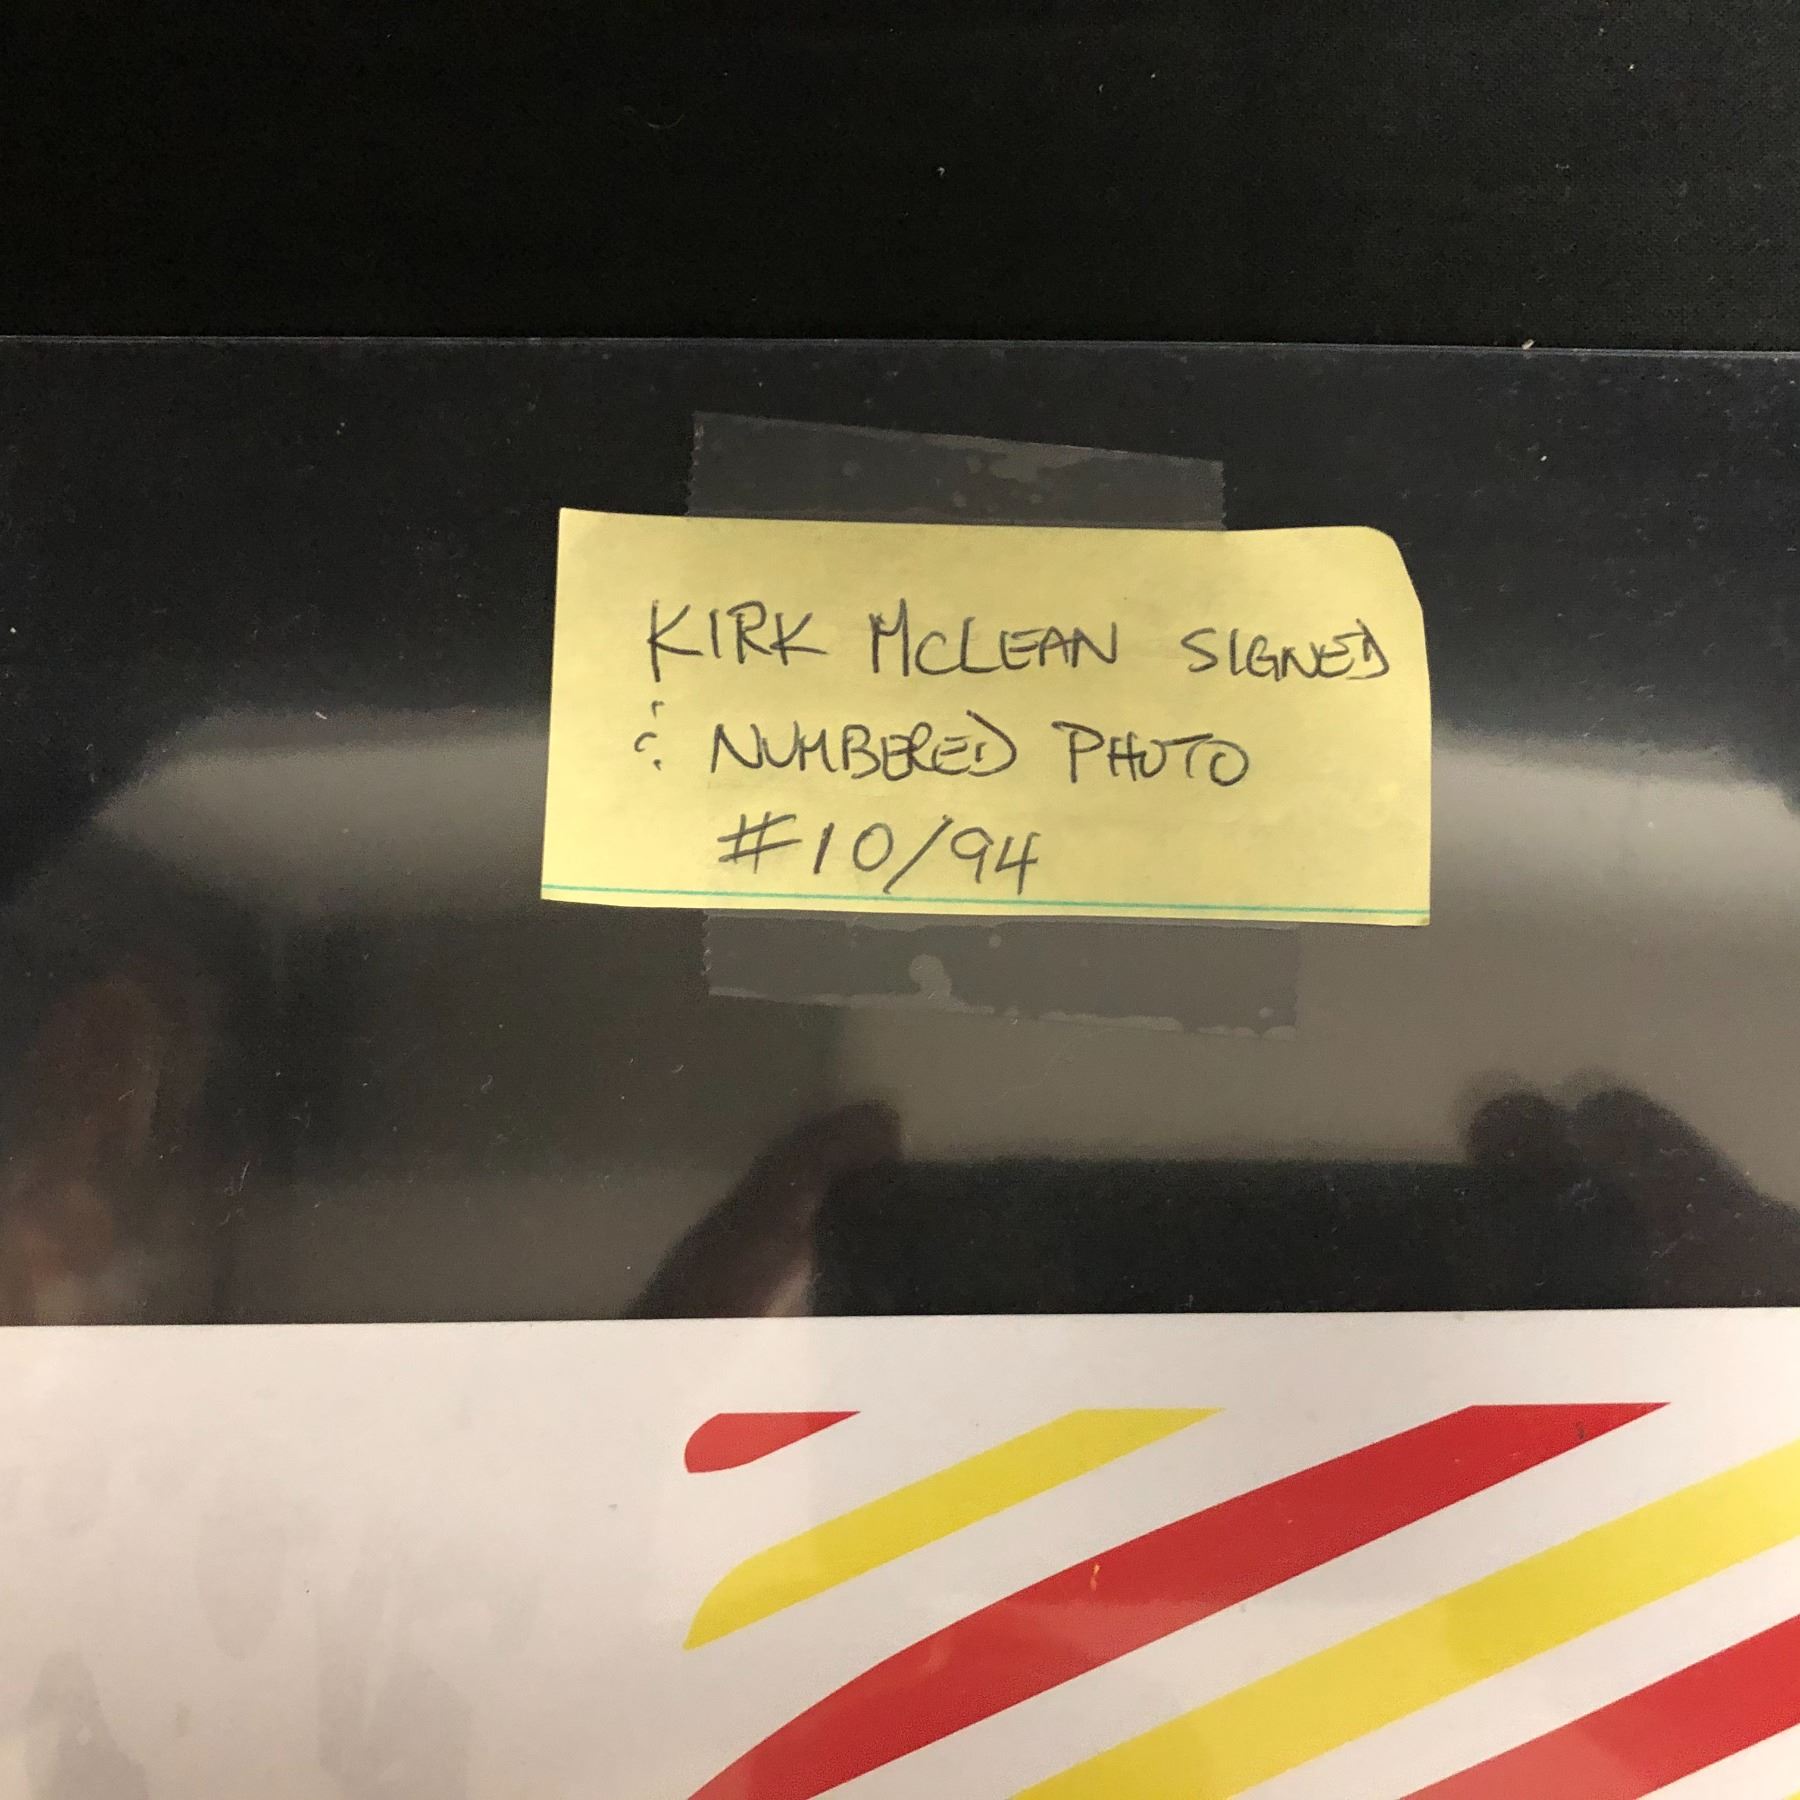 KIRK McLEAN SIGNED
& NUMBERED PHOTO
#10/94